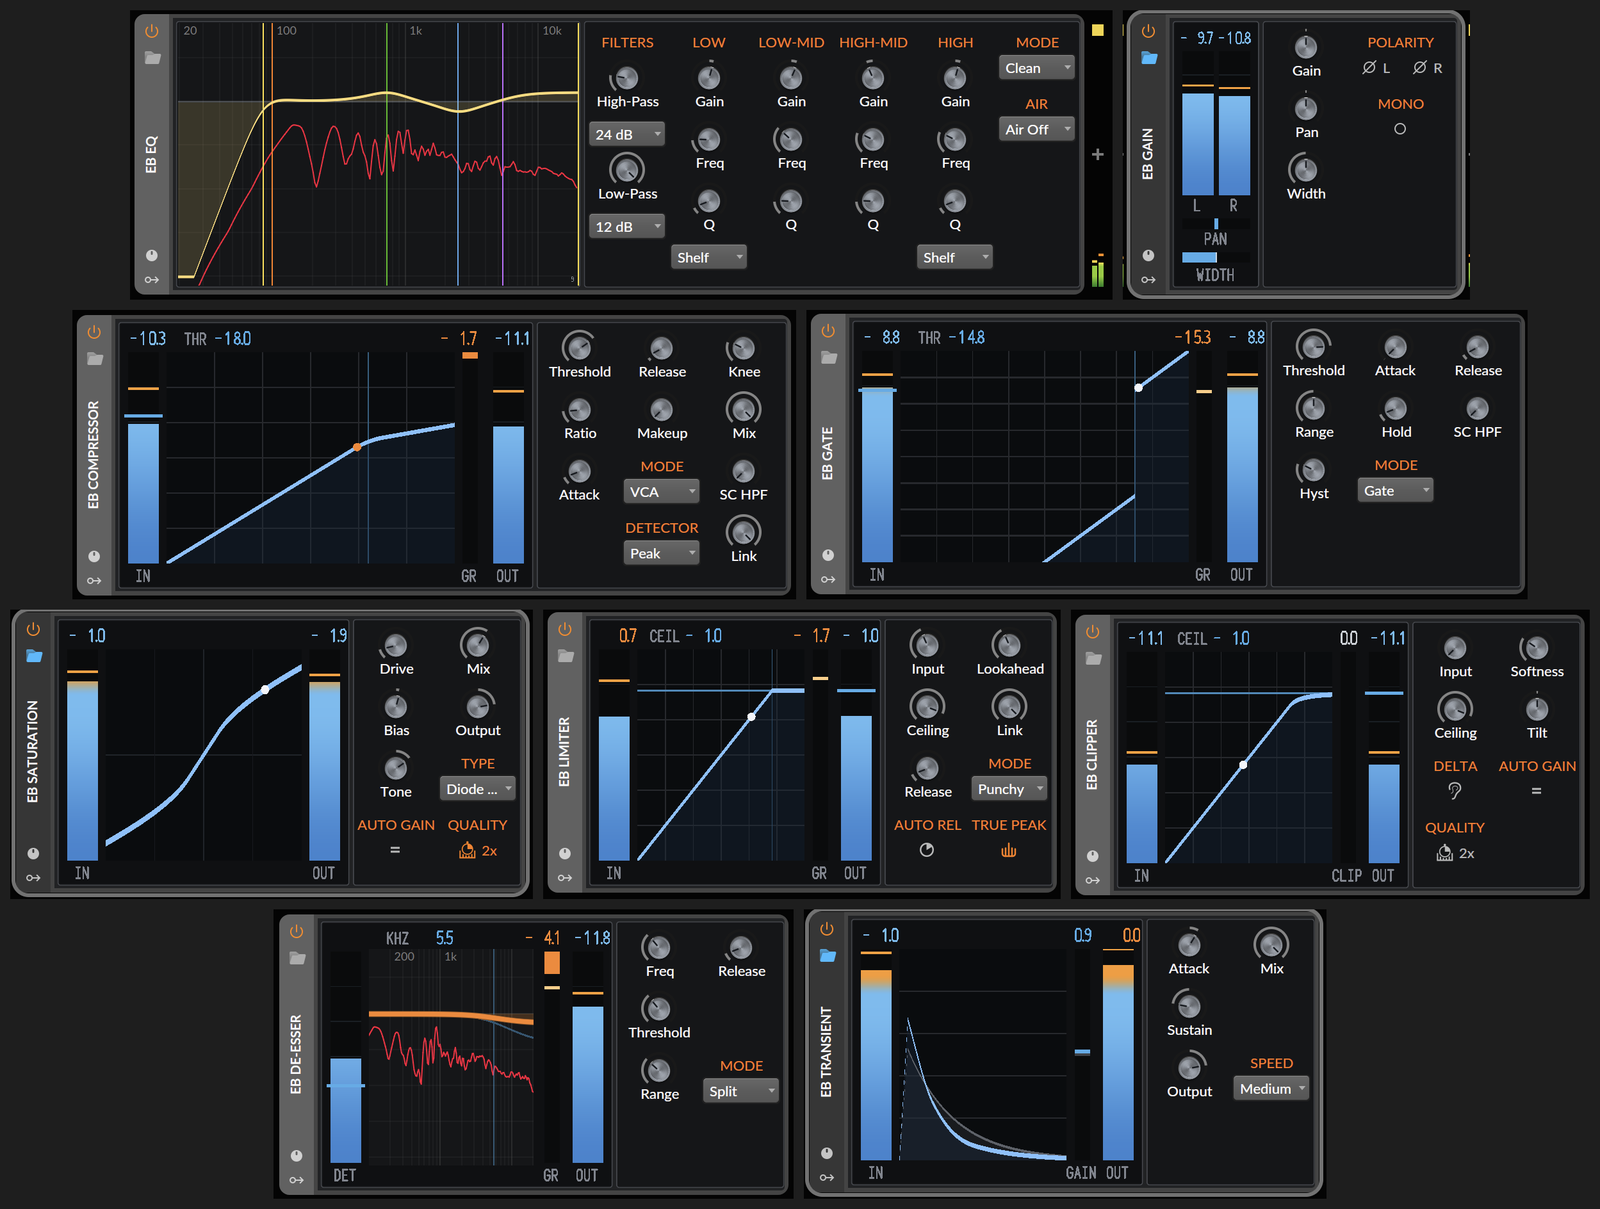 EB EQ
20 100 1k 10k
FILTERS LOW LOW-MID HIGH-MID HIGH MODE
Clean
High-Pass Gain Gain Gain Gain
AIR
24 dB Air Off
Freq Freq Freq Freq
Low-Pass
12 dB Q Q Q Q
Shelf Shelf
EB GAIN
- 9.7 -10.8
Gain POLARITY
L R
Pan MONO
Width
L R
PAN
WIDTH
EB COMPRESSOR
-10.3 THR -18.0 - 1.7 -11.1
IN GR OUT
Threshold Release Knee
Ratio Makeup Mix
MODE
Attack VCA SC HPF
DETECTOR
Peak Link
EB GATE
- 8.8 THR -14.8 -15.3 - 8.8
IN GR OUT
Threshold Attack Release
Range Hold SC HPF
MODE
Hyst Gate
EB SATURATION
- 1.0 - 1.9
IN OUT
Drive Mix
Bias Output
TYPE
Tone Diode ...
AUTO GAIN QUALITY
= 2x
EB LIMITER
0.7 CEIL - 1.0 - 1.7 - 1.0
IN GR OUT
Input Lookahead
Ceiling Link
MODE
Release Punchy
AUTO REL TRUE PEAK
EB CLIPPER
-11.1 CEIL - 1.0 0.0 -11.1
IN CLIP OUT
Input Softness
Ceiling Tilt
DELTA AUTO GAIN
=
QUALITY
2x
EB DE-ESSER
KHZ 5.5 - 4.1 -11.8
200 1k
DET GR OUT
Freq Release
Threshold
MODE
Range Split
EB TRANSIENT
- 1.0 0.9 0.0
IN GAIN OUT
Attack Mix
Sustain
SPEED
Output Medium